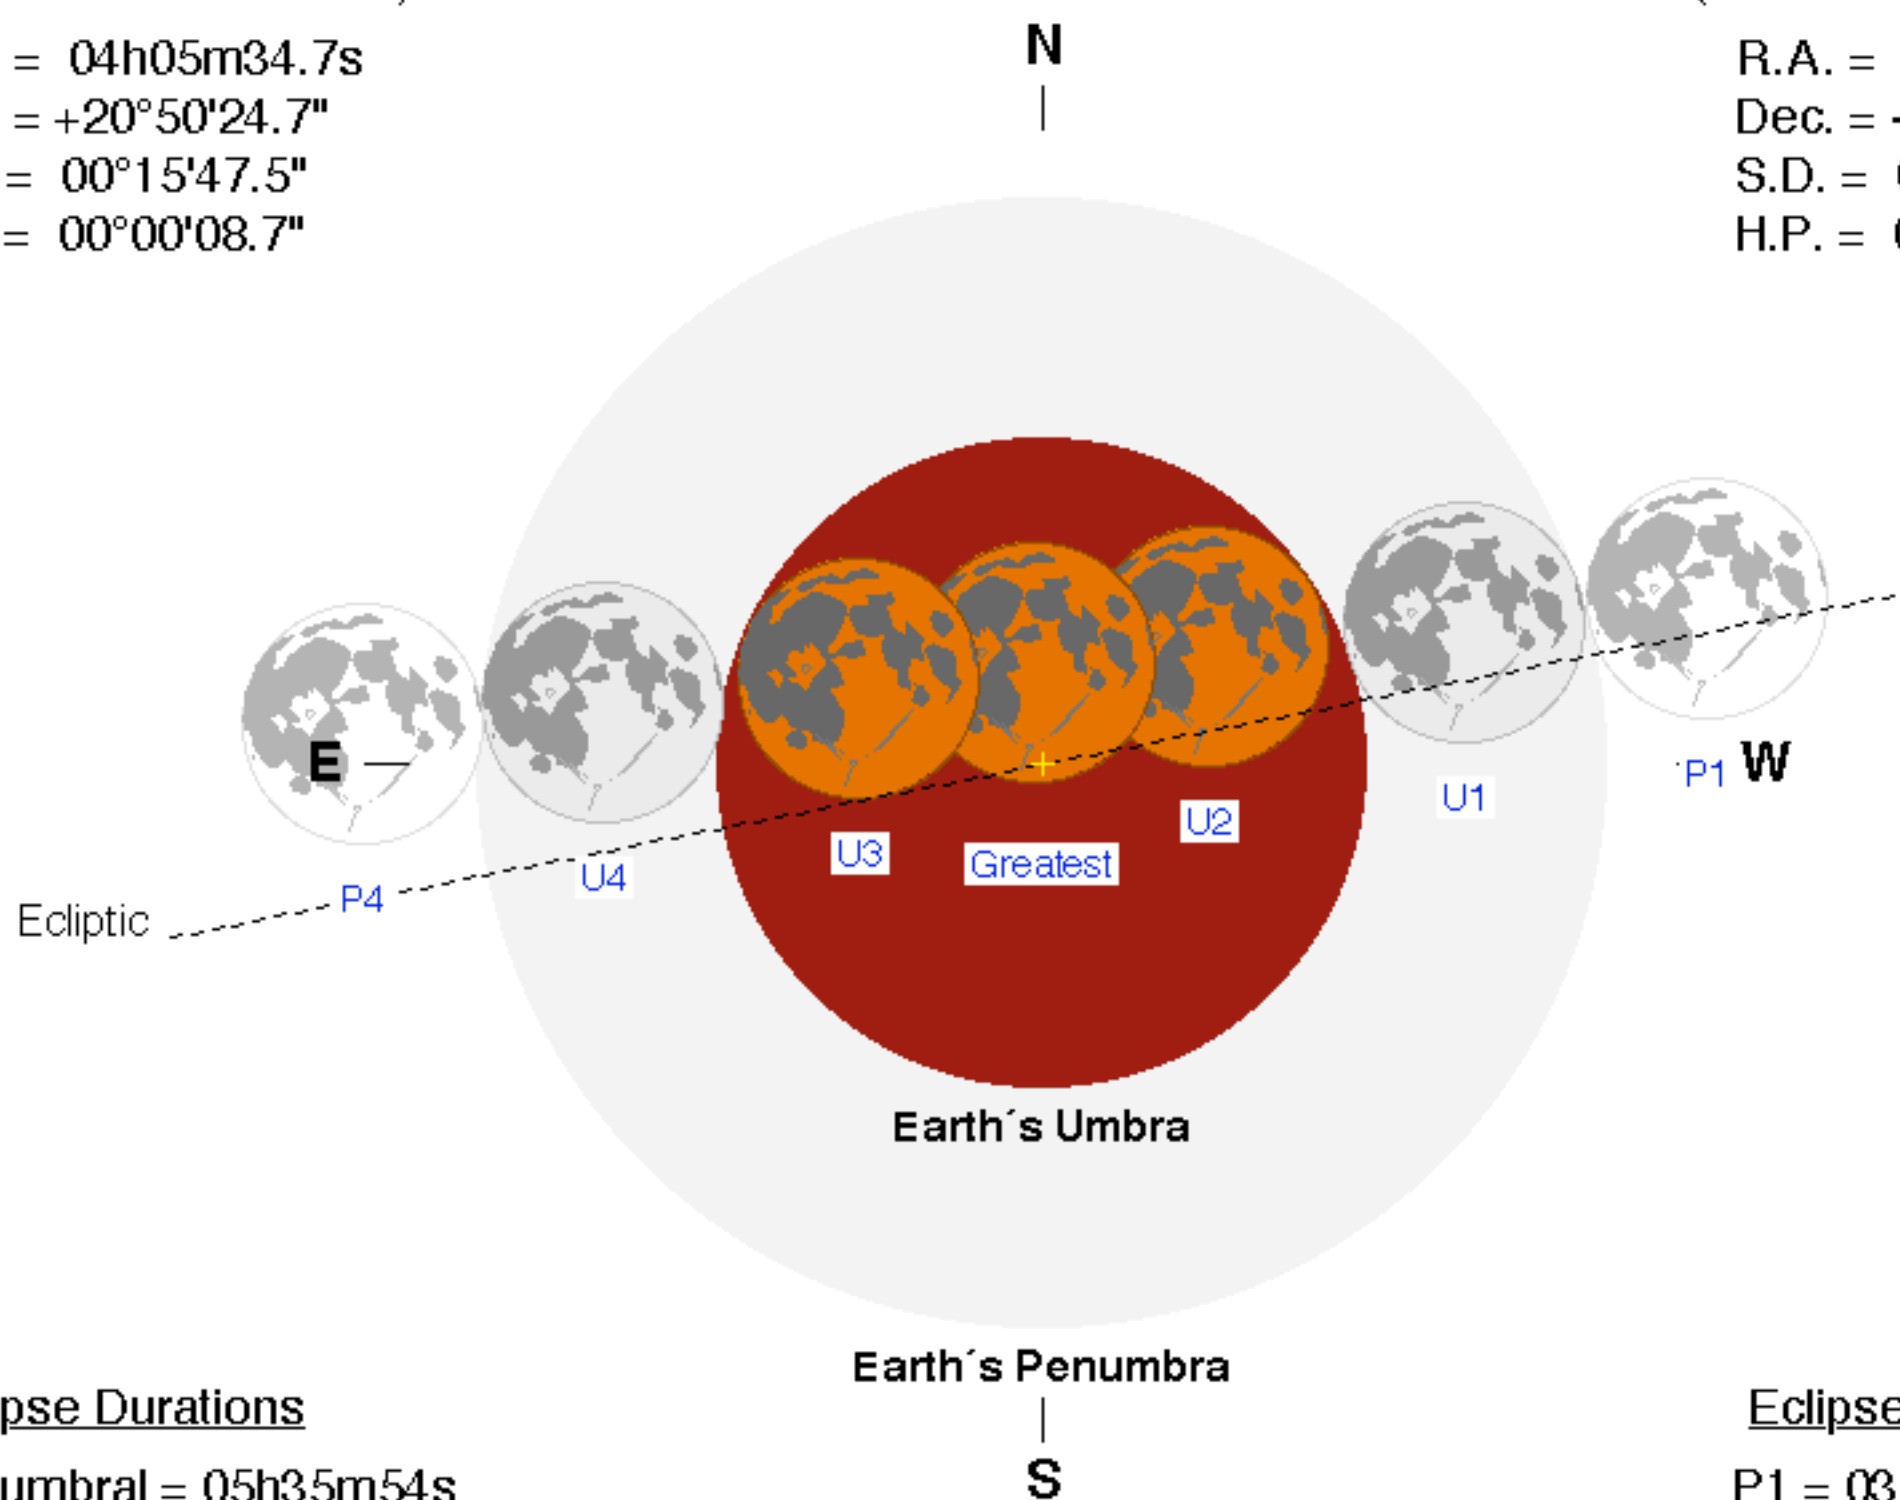 = 04h05m34.7s
= +20°50'24.7"
= 00°15'47.5"
= 00°00'08.7"
N
R.A. =
Dec. = -
S.D. =
H.P. =
E
W
P1
U1
U2
Greatest
U3
U4
P4
Ecliptic
Earth´s Umbra
Earth´s Penumbra
S
pse Durations
umbral = 05h35m54s
Eclipse
P1 = 03